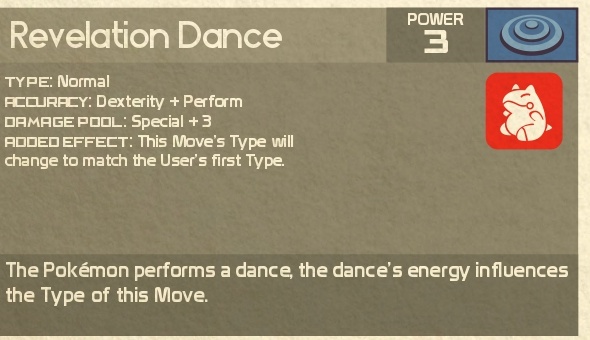 Revelation Dance
POWER
3
TYPE: Normal
ACCURACY: Dexterity + Perform
DAMAGE POOL: Special + 3
ADDED EFFECT: This Move's Type will
change to match the User's first Type.
The Pokémon performs a dance, the dance's energy influences
the Type of this Move.